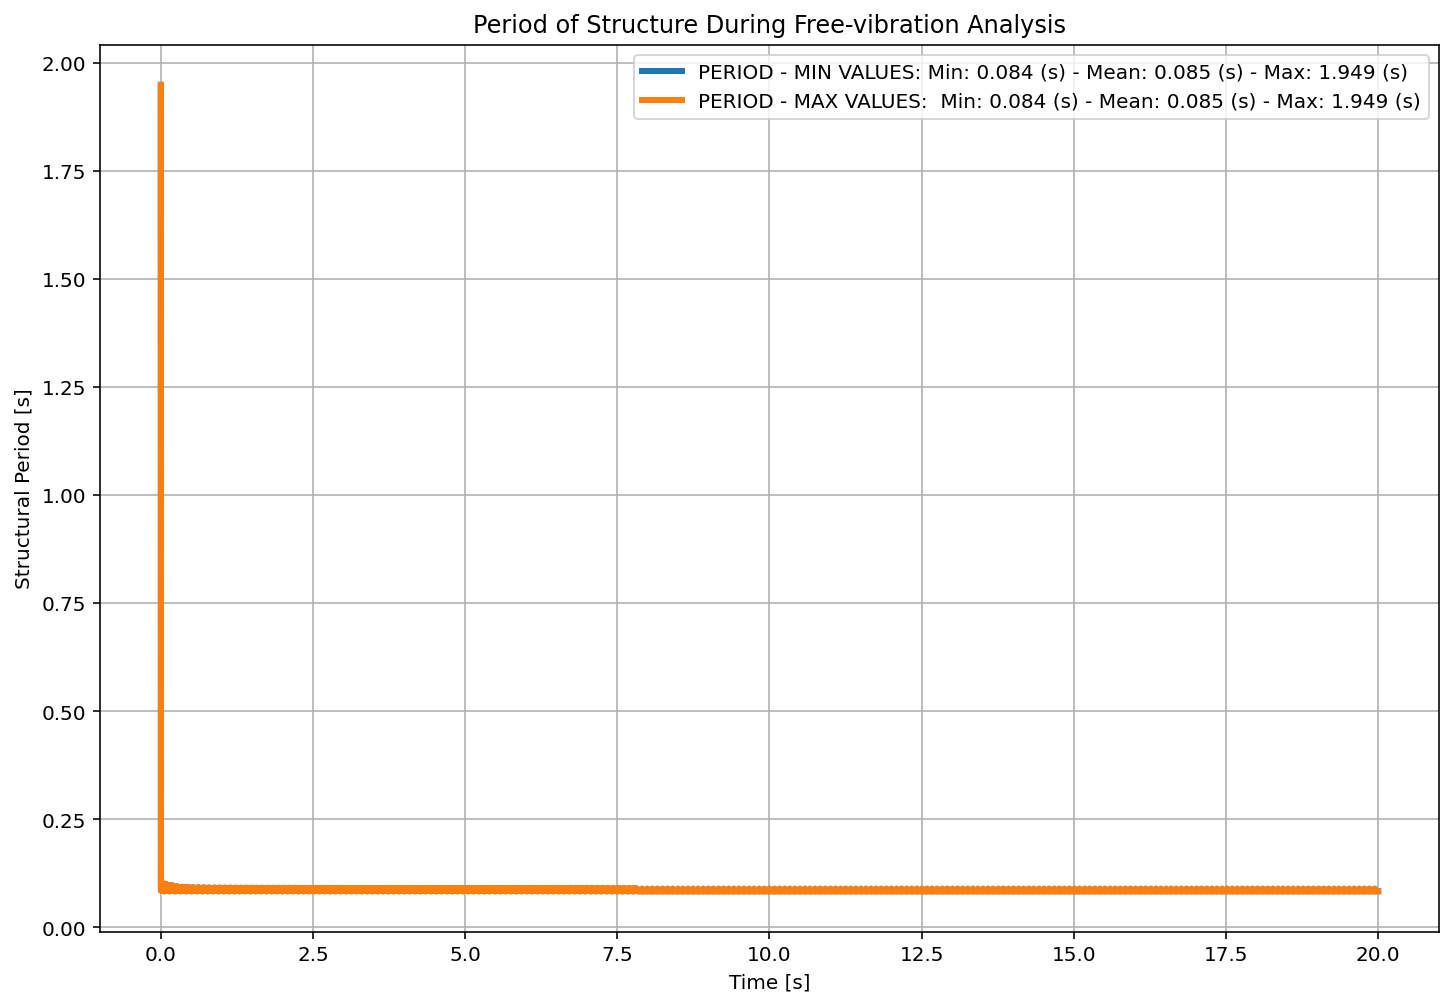 Period of Structure During Free-vibration Analysis
PERIOD - MIN VALUES: Min: 0.084 (s) - Mean: 0.085 (s) - Max: 1.949 (s)
PERIOD - MAX VALUES:  Min: 0.084 (s) - Mean: 0.085 (s) - Max: 1.949 (s)
Structural Period [s]
2.00
1.75
1.50
1.25
1.00
0.75
0.50
0.25
0.00
0.0 2.5 5.0 7.5 10.0 12.5 15.0 17.5 20.0
Time [s]